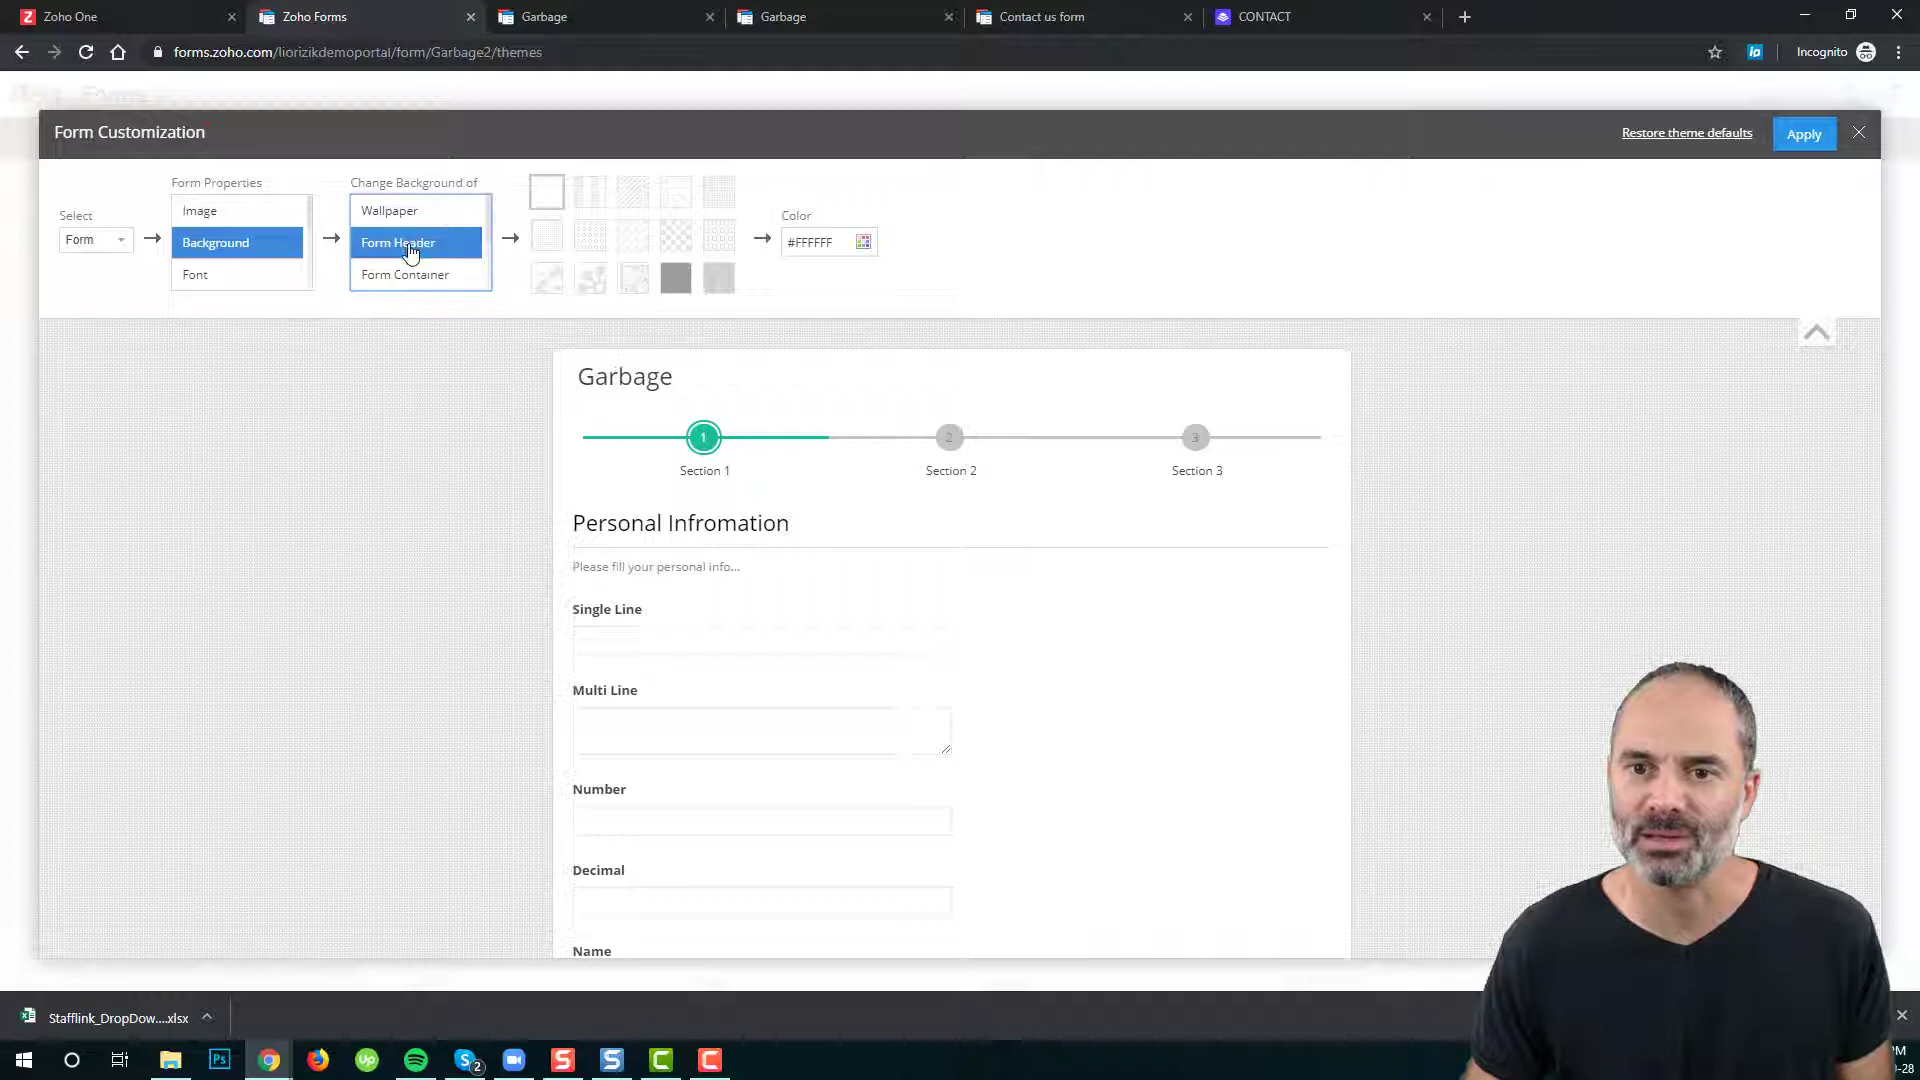 Zoho One
Zoho Forms
Garbage
Garbage
Contact us form
CONTACT
forms.zoho.com/liorizikdemoportal/form/Garbage2/themes
Incognito
Form Customization
Restore theme defaults
Apply
Form Properties
Change Background of
Select
Form
Image
Background
Font
Wallpaper
Form Header
Form Container
Color
#FFFFFF
Garbage
1
2
3
Section 1
Section 2
Section 3
Personal Infromation
Please fill your personal info...
Single Line
Multi Line
Number
Decimal
Name
Stafflink_DropDow....xlsx
2
PM
-28